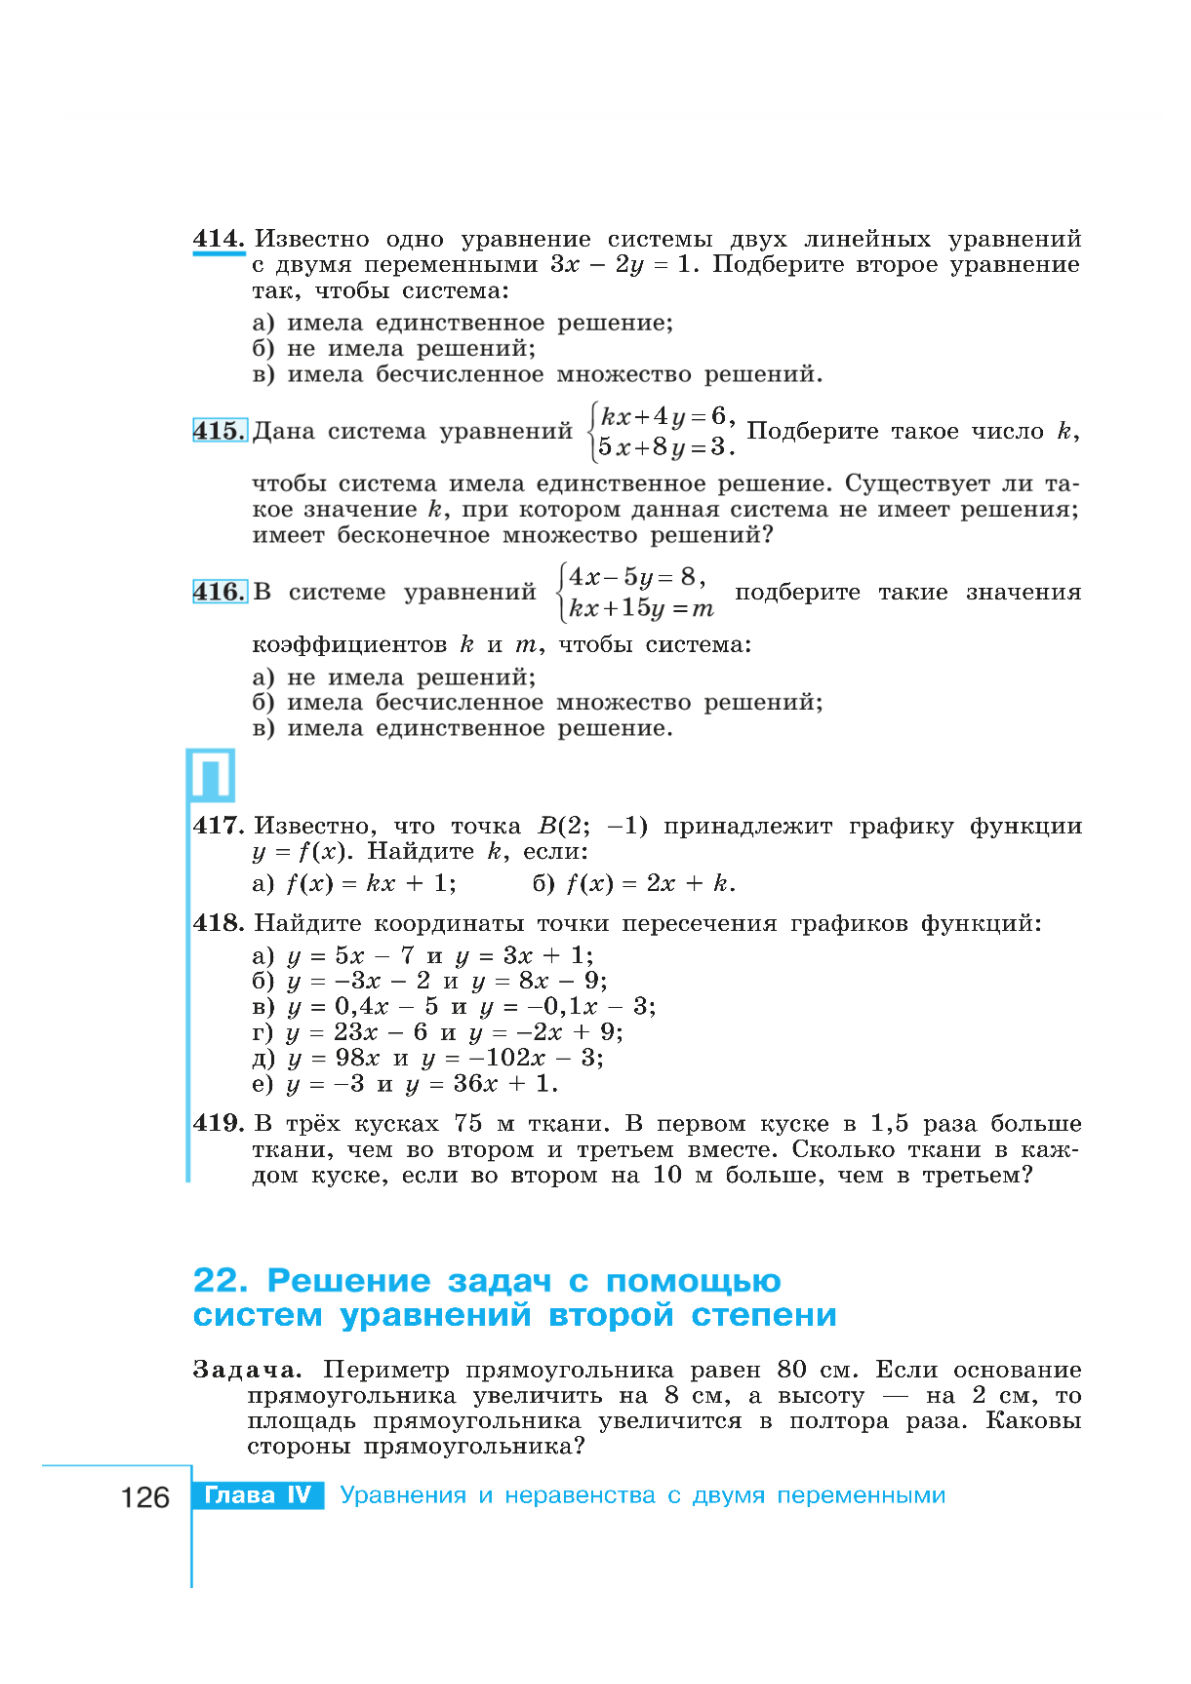 414. Известно одно уравнение системы двух линейных уравнений
с двумя переменными 3x – 2y = 1. Подберите второе уравнение
так, чтобы система:
а) имела единственное решение;
б) не имела решений;
в) имела бесчисленное множество решений.
kx+4y=6,
415. Дана система уравнений { Подберите такое число k,
5x+8y=3.
чтобы система имела единственное решение. Существует ли та-
кое значение k, при котором данная система не имеет решения;
имеет бесконечное множество решений?
4x–5y=8,
416. В системе уравнений { подберите такие значения
kx+15y=m
коэффициентов k и m, чтобы система:
а) не имела решений;
б) имела бесчисленное множество решений;
в) имела единственное решение.
П
417. Известно, что точка B(2; –1) принадлежит графику функции
y = f(x). Найдите k, если:
а) f(x) = kx + 1; б) f(x) = 2x + k.
418. Найдите координаты точки пересечения графиков функций:
а) y = 5x – 7 и y = 3x + 1;
б) y = –3x – 2 и y = 8x – 9;
в) y = 0,4x – 5 и y = –0,1x – 3;
г) y = 23x – 6 и y = –2x + 9;
д) y = 98x и y = –102x – 3;
е) y = –3 и y = 36x + 1.
419. В трёх кусках 75 м ткани. В первом куске в 1,5 раза больше
ткани, чем во втором и третьем вместе. Сколько ткани в каж-
дом куске, если во втором на 10 м больше, чем в третьем?
22. Решение задач с помощью
систем уравнений второй степени
Задача. Периметр прямоугольника равен 80 см. Если основание
прямоугольника увеличить на 8 см, а высоту — на 2 см, то
площадь прямоугольника увеличится в полтора раза. Каковы
стороны прямоугольника?
126 Глава IV Уравнения и неравенства с двумя переменными